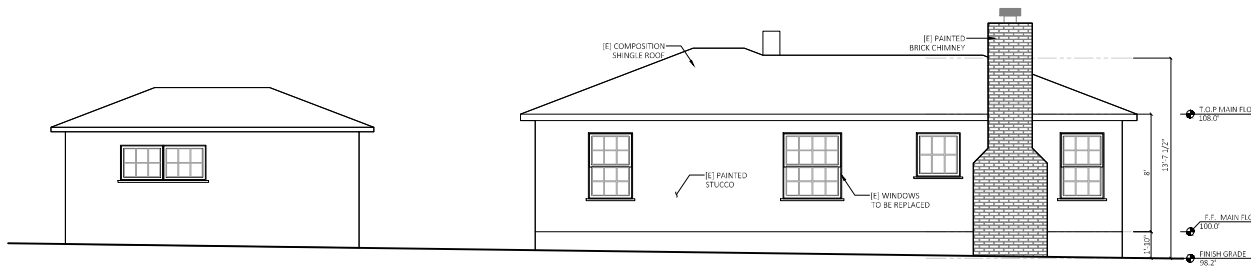 [E] COMPOSITION
SHINGLE ROOF
[E] PAINTED
BRICK CHIMNEY
[E] PAINTED
STUCCO
[E] WINDOWS
TO BE REPLACED
13'-7 1/2"
8'
1'-10"
T.O.P MAIN FLO
108.0'
F.F. MAIN FLO
100.0'
FINISH GRADE
98.2'